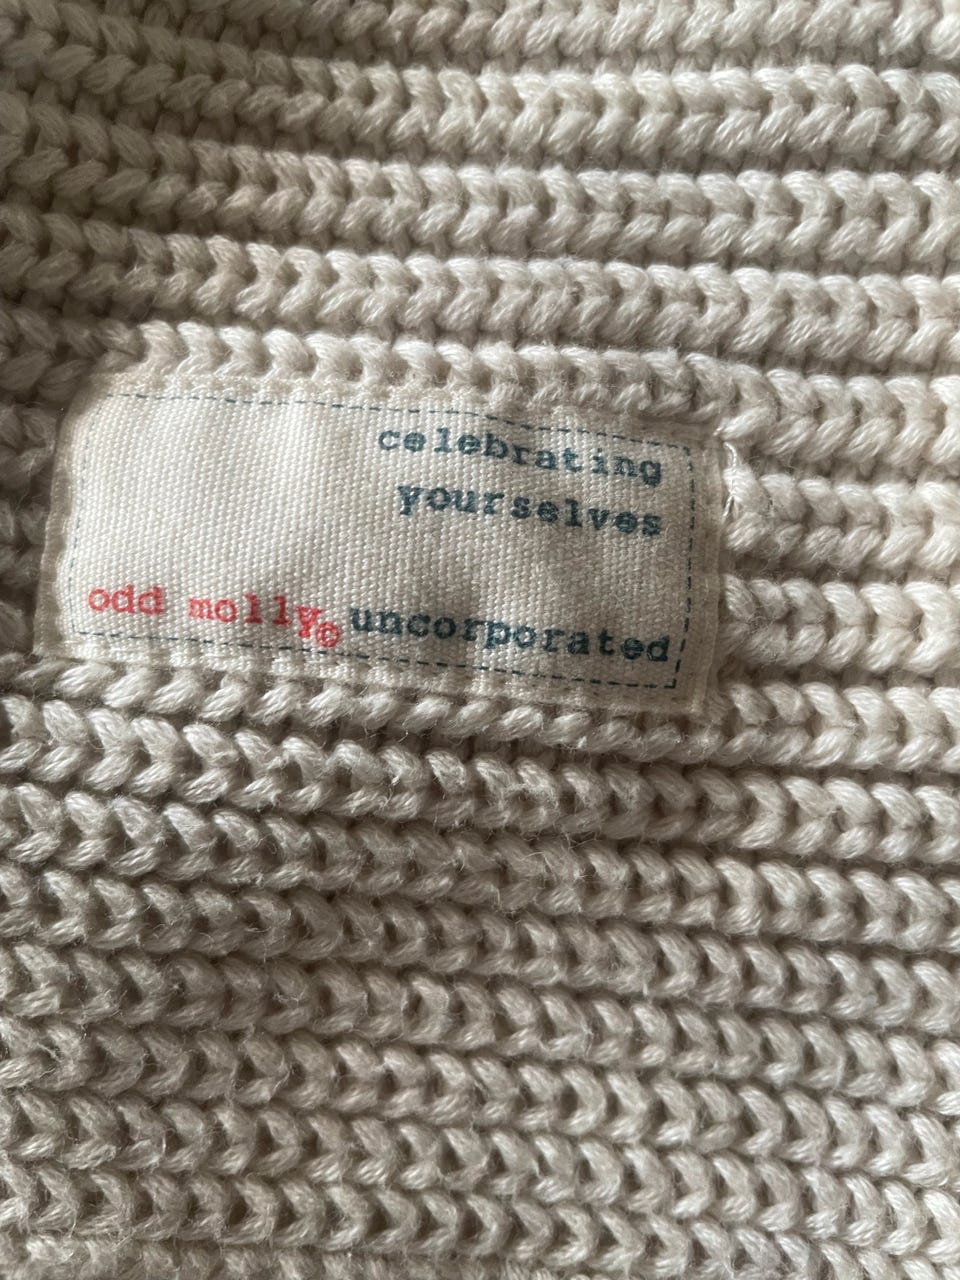 celebrating
yourselves
odd molly© uncorporated